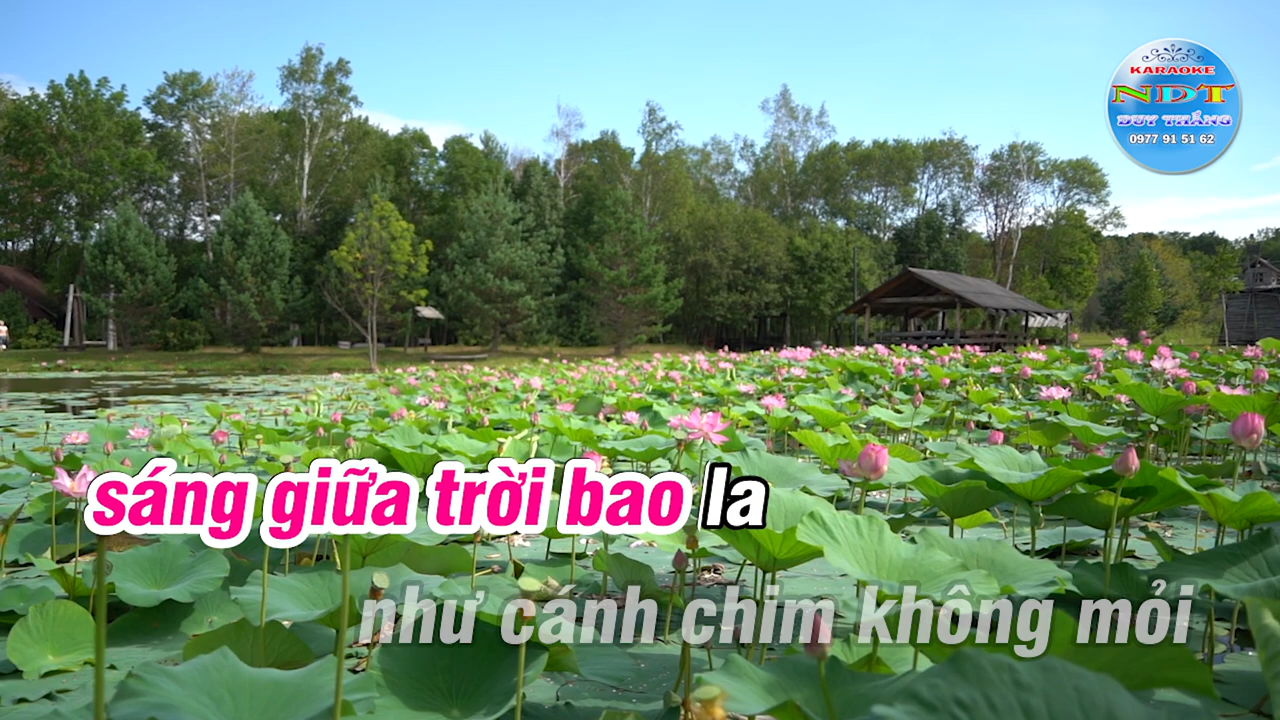 KARAOKE
NDT
DUY THẮNG
0977 91 51 62
sáng giữa trời bao la
như cánh chim không mỏi